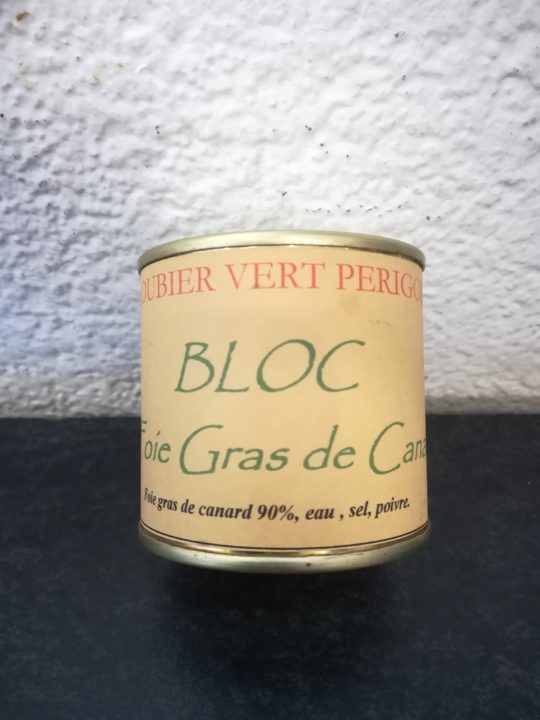 OUBIER VERT PERIGO
BLOC
Foie Gras de Cana
Foie gras de canard 90%, eau , sel, poivre.